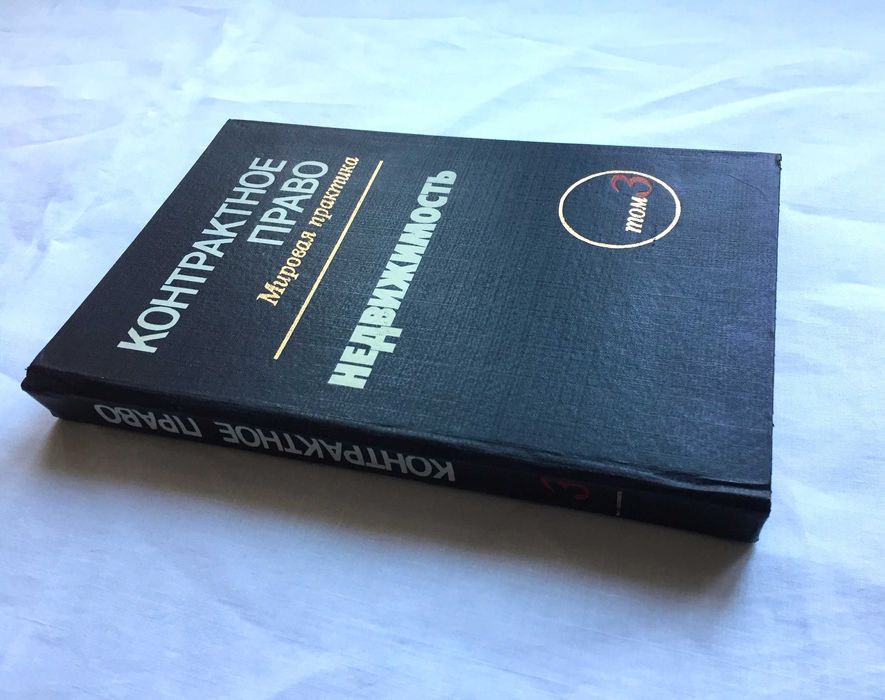 КОНТРАКТНОЕ
ПРАВО
Мировая практика
НЕДВИЖИМОСТЬ
том 3
КОНТРАКТНОЕ ПРАВО
3